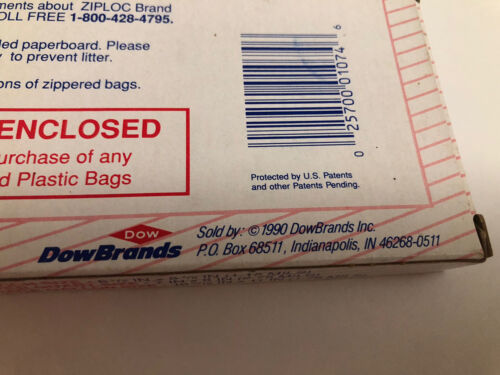 ments about ZIPLOC Brand
OLL FREE 1-800-428-4795.
led paperboard. Please
to prevent litter.
ons of zippered bags.
ENCLOSED
urchase of any
d Plastic Bags
0 25700 01074 6
Protected by U.S. Patents
and other Patents Pending.
DOW
DowBrands
Sold by: ©1990 DowBrands Inc.
P.O. Box 68511, Indianapolis, IN 46268-0511